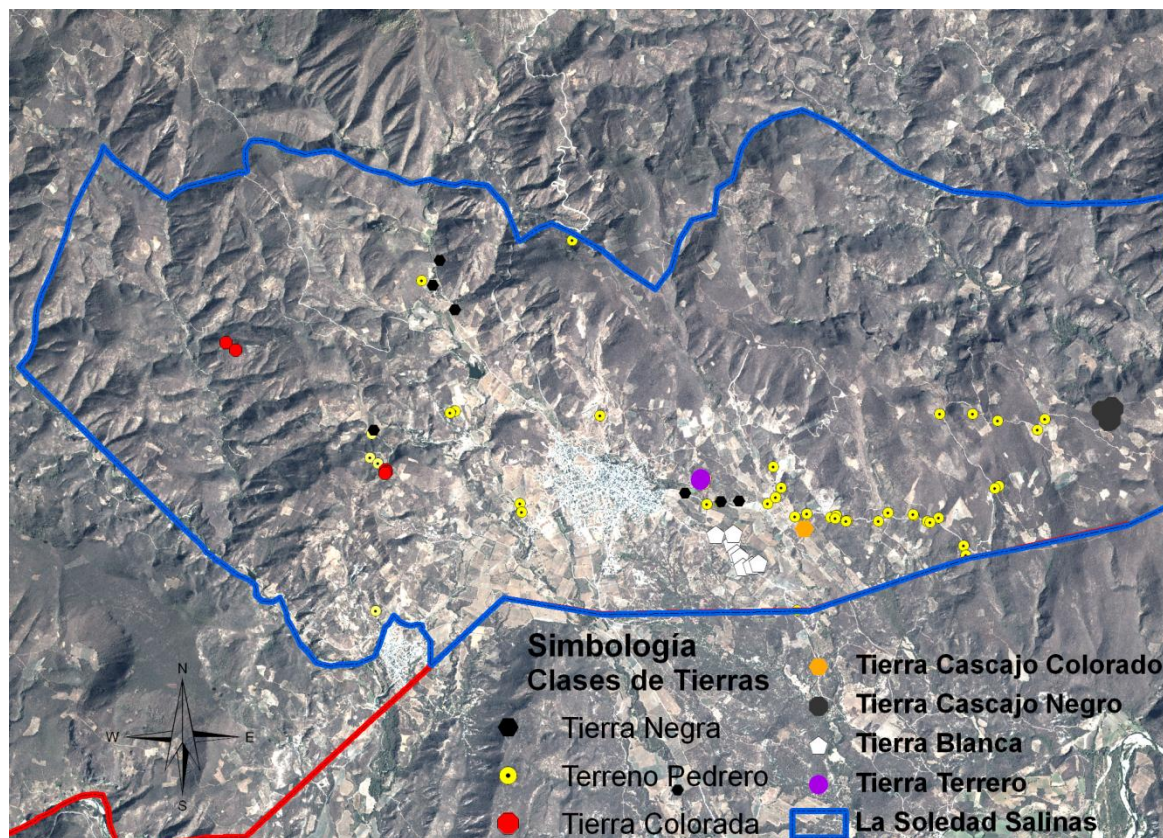 Simbología
Clases de Tierras
Tierra Negra
Terreno Pedrero
Tierra Colorada
Tierra Cascajo Colorado
Tierra Cascajo Negro
Tierra Blanca
Tierra Terrero
La Soledad Salinas
N
W
E
S